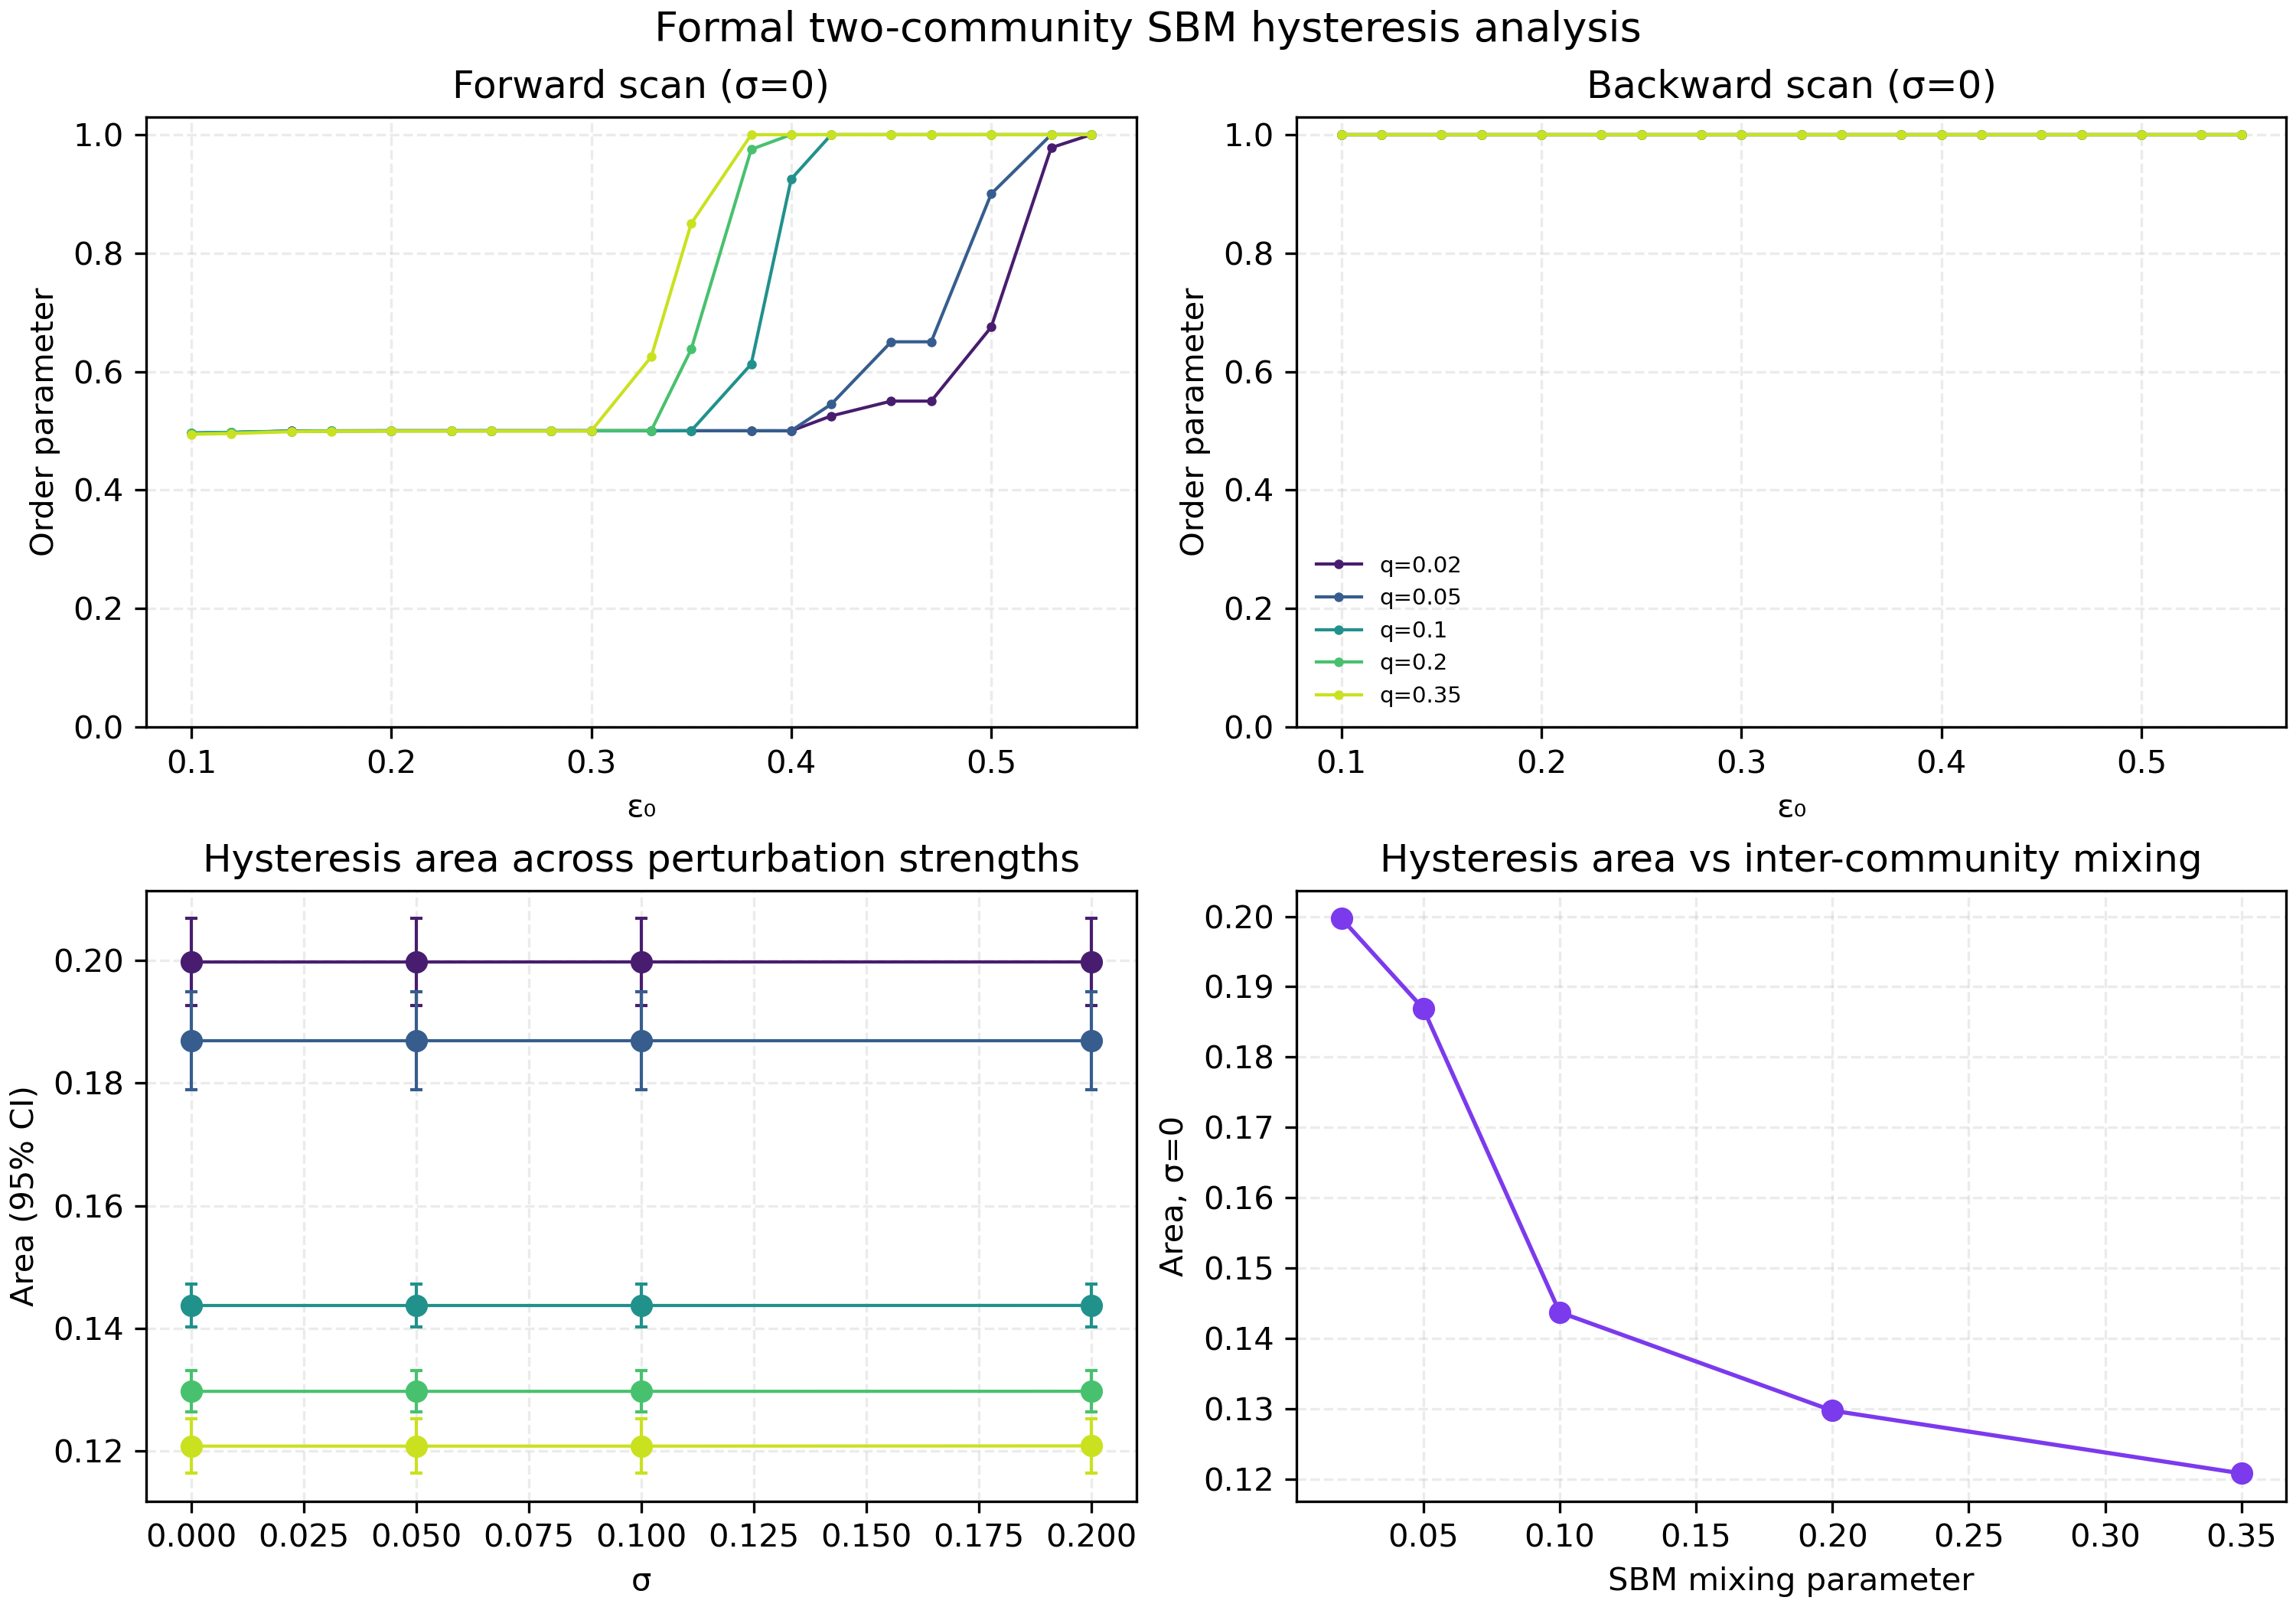 Formal two-community SBM hysteresis analysis
Forward scan (σ=0)
Order parameter
1.0
0.8
0.6
0.4
0.2
0.0
0.1 0.2 0.3 0.4 0.5
ε₀
Backward scan (σ=0)
Order parameter
1.0
0.8
0.6
0.4
0.2
0.0
q=0.02
q=0.05
q=0.1
q=0.2
q=0.35
0.1 0.2 0.3 0.4 0.5
ε₀
Hysteresis area across perturbation strengths
Area (95% CI)
0.20
0.18
0.16
0.14
0.12
0.000 0.025 0.050 0.075 0.100 0.125 0.150 0.175 0.200
σ
Hysteresis area vs inter-community mixing
Area, σ=0
0.20
0.19
0.18
0.17
0.16
0.15
0.14
0.13
0.12
0.05 0.10 0.15 0.20 0.25 0.30 0.35
SBM mixing parameter